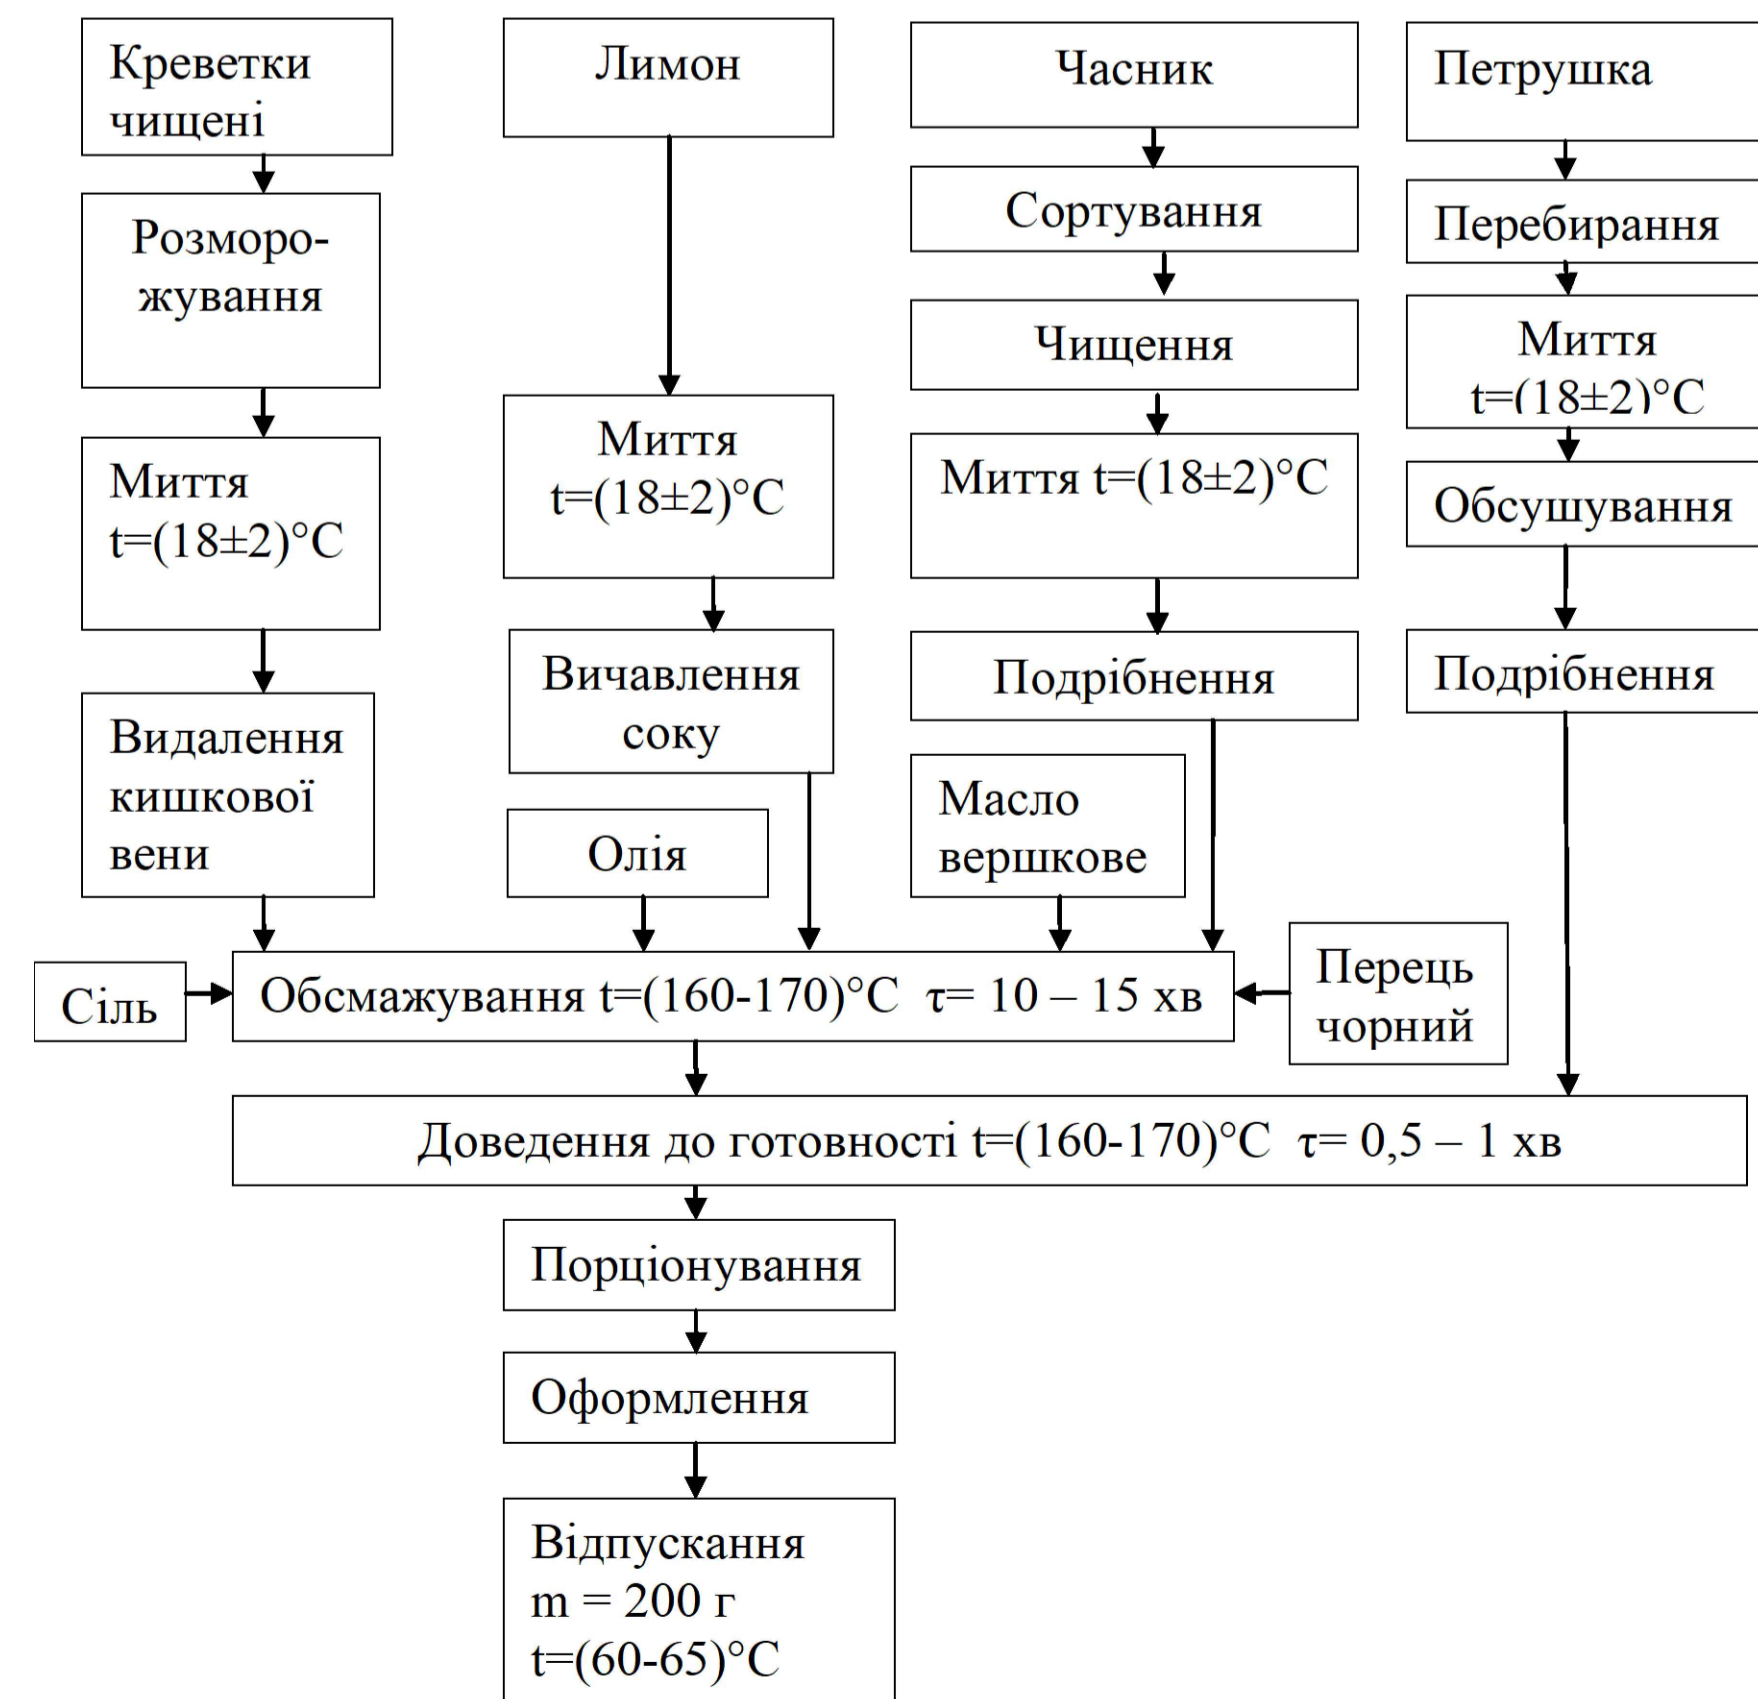 Креветки
чищені
Розморо-
жування
Миття
t=(18±2)°C
Видалення
кишкової
вени
Лимон
Миття
t=(18±2)°C
Вичавлення
соку
Олія
Часник
Сортування
Чищення
Миття t=(18±2)°C
Подрібнення
Масло
вершкове
Петрушка
Перебирання
Миття
t=(18±2)°C
Обсушування
Подрібнення
Сіль
Обсмажування t=(160-170)°C τ= 10 – 15 хв
Перець
чорний
Доведення до готовності t=(160-170)°C τ= 0,5 – 1 хв
Порціонування
Оформлення
Відпускання
m = 200 г
t=(60-65)°C